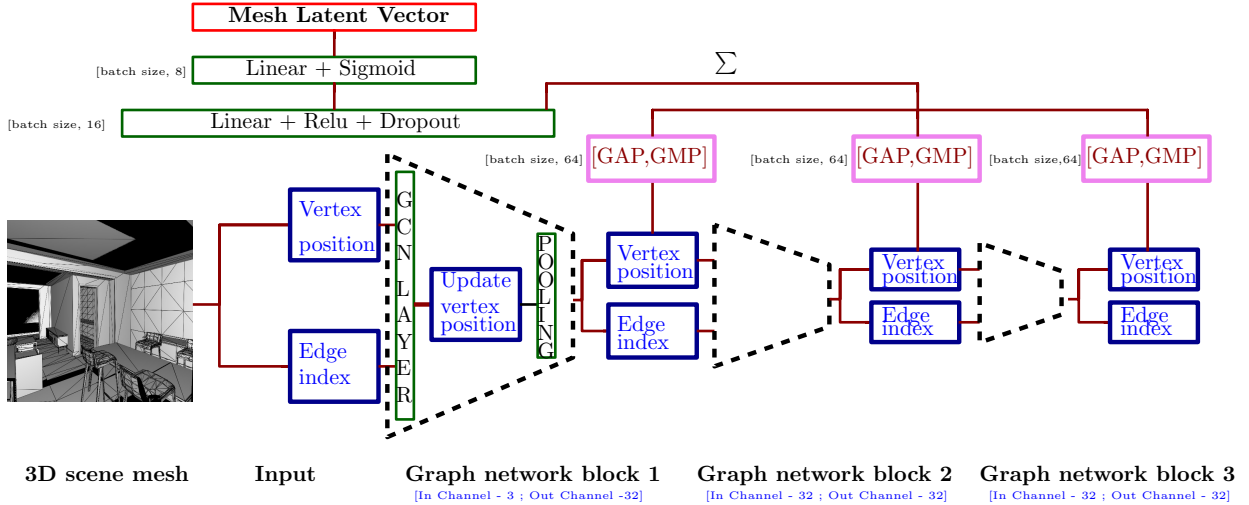 Mesh Latent Vector
[batch size, 8]
Linear + Sigmoid
∑
[batch size, 16]
Linear + Relu + Dropout
[batch size, 64]
[GAP,GMP]
[batch size, 64]
[GAP,GMP]
[batch size,64]
[GAP,GMP]
Vertex
position
Edge
index
GCN LAYER
Update
vertex
position
POOLING
Vertex
position
Edge
index
Vertex
position
Edge
index
Vertex
position
Edge
index
3D scene mesh
Input
Graph network block 1
[In Channel - 3 ; Out Channel -32]
Graph network block 2
[In Channel - 32 ; Out Channel - 32]
Graph network block 3
[In Channel - 32 ; Out Channel - 32]